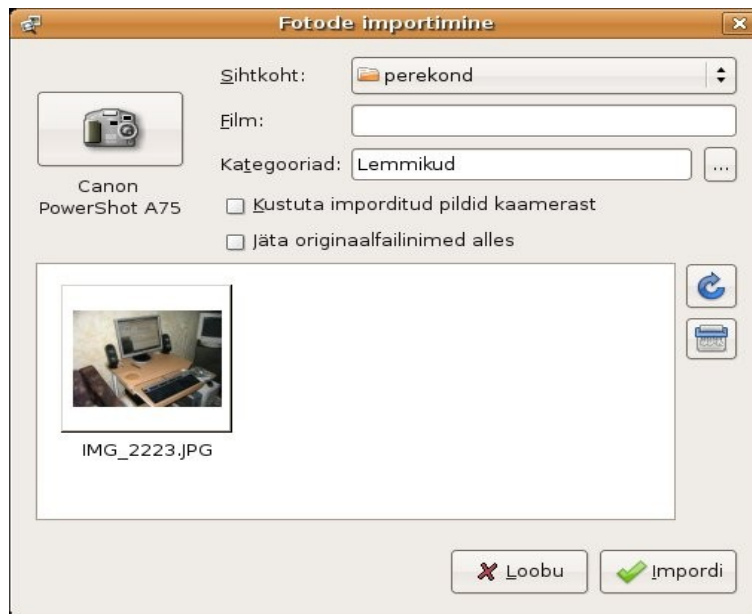 Fotode importimine
Sihtkoht: perekond
Film:
Kategooriad: Lemmikud ...
Canon
PowerShot A75
Kustuta imporditud pildid kaamerast
Jäta originaalfailinimed alles
IMG_2223.JPG
Loobu Impordi